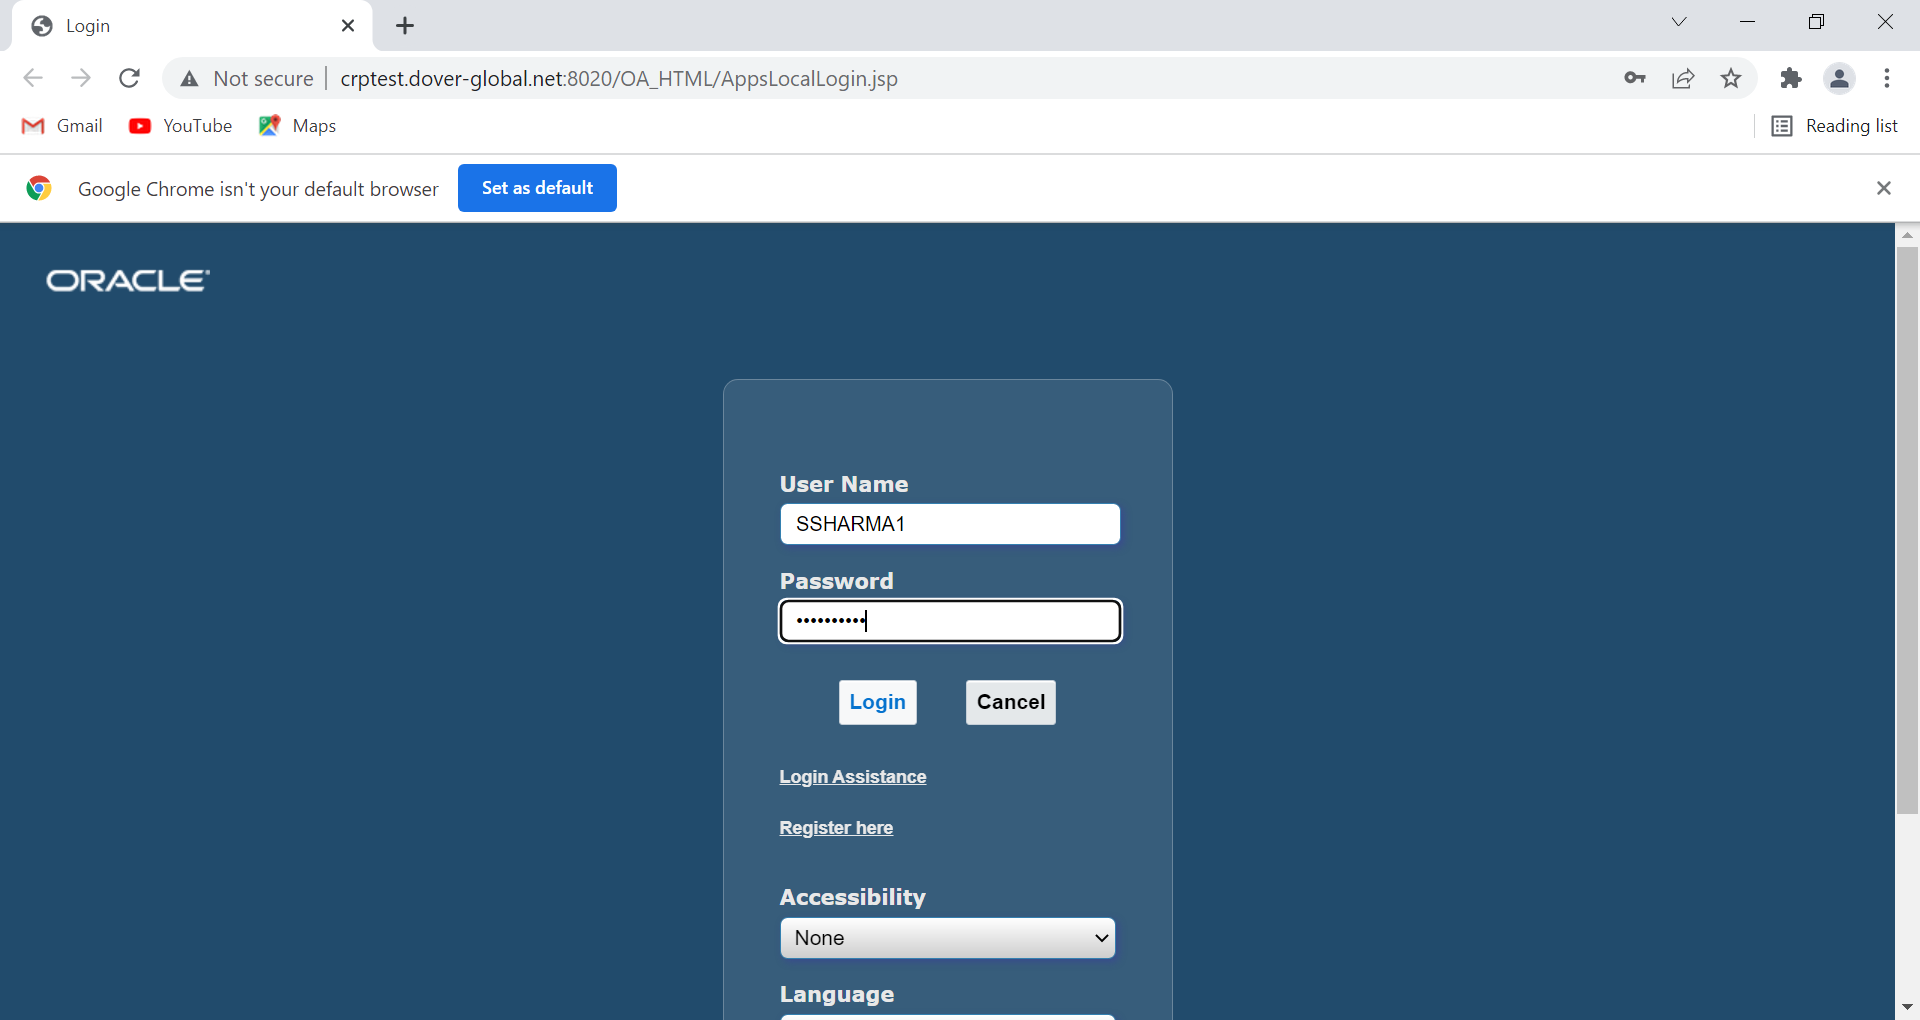 Login
Not secure crptest.dover-global.net:8020/OA_HTML/AppsLocalLogin.jsp
Gmail YouTube Maps Reading list
Google Chrome isn't your default browser Set as default
ORACLE
User Name
SSHARMA1
Password
••••••••••
Login Cancel
Login Assistance
Register here
Accessibility
None
Language